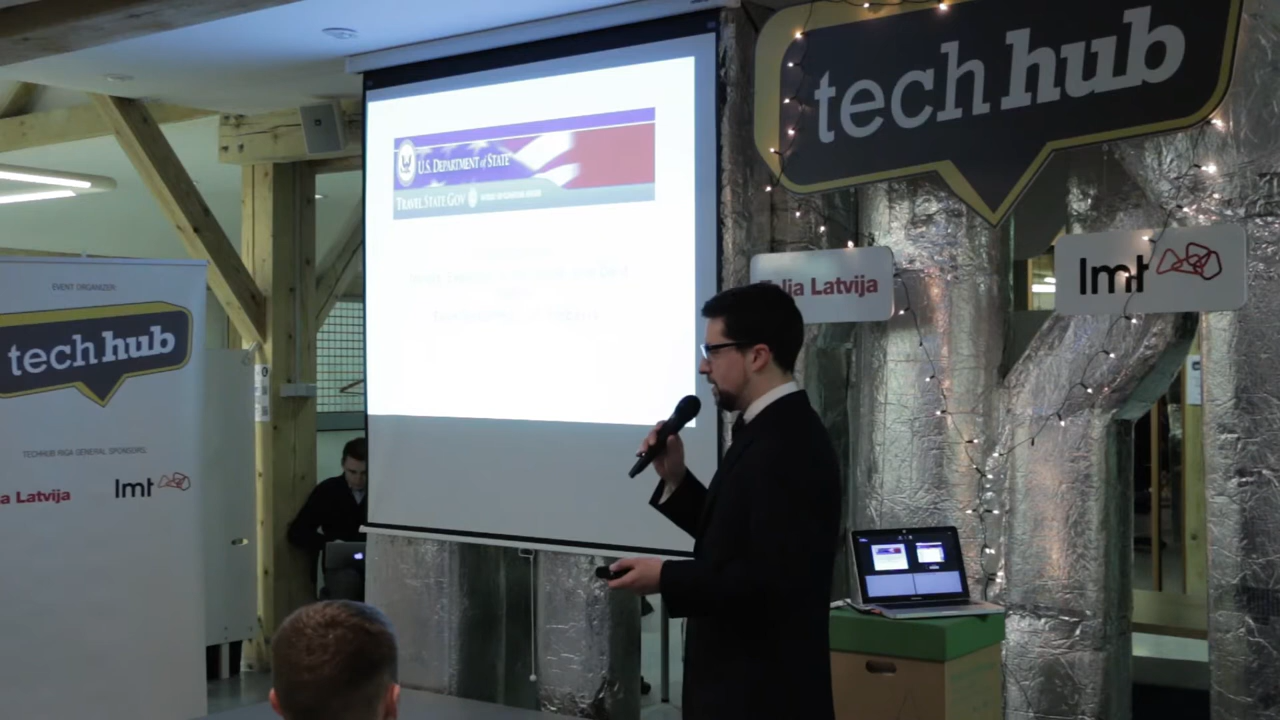 EVENT ORGANIZER:
tech hub
TECHHUB RIGA GENERAL SPONSORS:
a Latvija
lmt
U.S. DEPARTMENT of STATE
TRAVEL.STATE.GOV
tech hub
Latvija
lmt